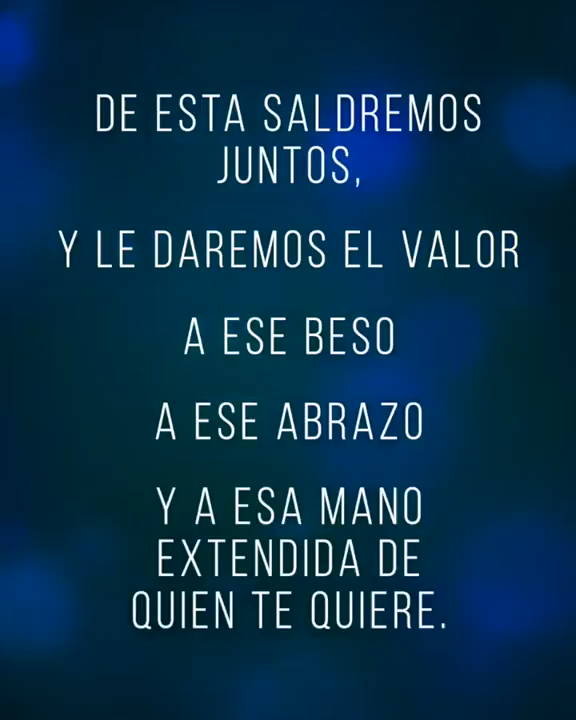 DE ESTA SALDREMOS
JUNTOS,
Y LE DAREMOS EL VALOR
A ESE BESO
A ESE ABRAZO
Y A ESA MANO
EXTENDIDA DE
QUIEN TE QUIERE.